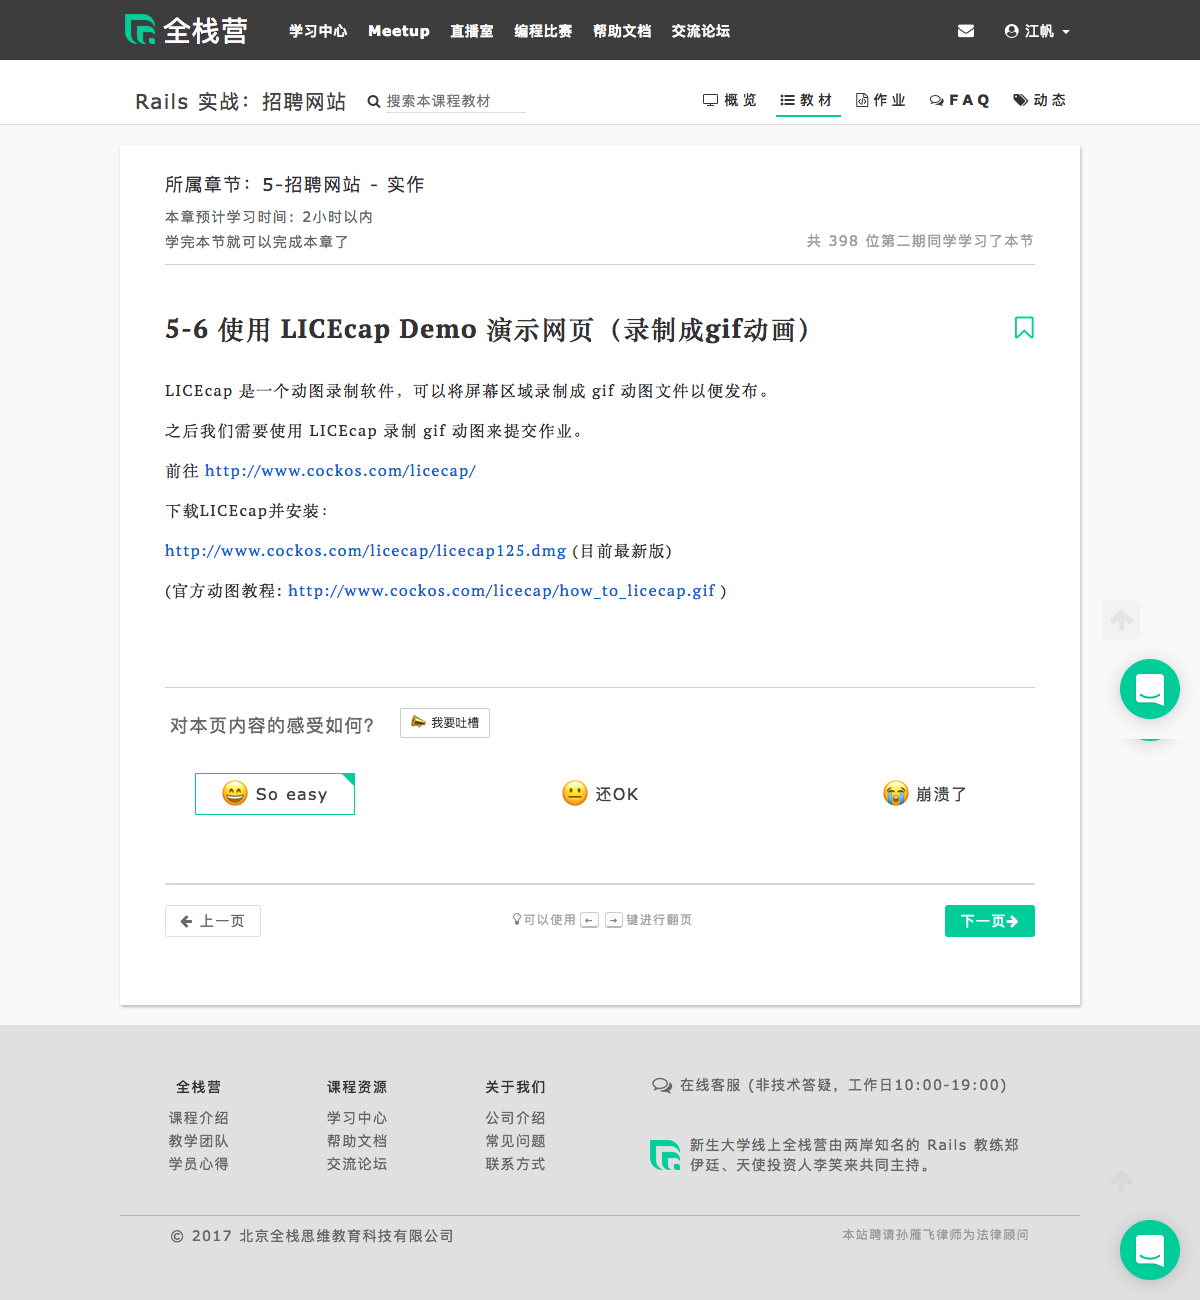 全栈营 学习中心 Meetup 直播室 编程比赛 帮助文档 交流论坛 江帆
Rails 实战：招聘网站 搜索本课程教材 概览 教材 作业 FAQ 动态
所属章节：5-招聘网站 - 实作
本章预计学习时间：2小时以内
学完本节就可以完成本章了 共 398 位第二期同学学习了本节
5-6 使用 LICEcap Demo 演示网页（录制成gif动画）
LICEcap 是一个动图录制软件，可以将屏幕区域录制成 gif 动图文件以便发布。
之后我们需要使用 LICEcap 录制 gif 动图来提交作业。
前往 http://www.cockos.com/licecap/
下载LICEcap并安装：
http://www.cockos.com/licecap/licecap125.dmg (目前最新版)
(官方动图教程: http://www.cockos.com/licecap/how_to_licecap.gif )
对本页内容的感受如何? 我要吐槽
So easy 还OK 崩溃了
上一页 可以使用 ← → 键进行翻页 下一页
全栈营 课程资源 关于我们 在线客服 (非技术答疑，工作日10:00-19:00)
课程介绍 学习中心 公司介绍
教学团队 帮助文档 常见问题 新生大学线上全栈营由两岸知名的 Rails 教练郑
学员心得 交流论坛 联系方式 伊廷、天使投资人李笑来共同主持。
© 2017 北京全栈思维教育科技有限公司 本站聘请孙雁飞律师为法律顾问